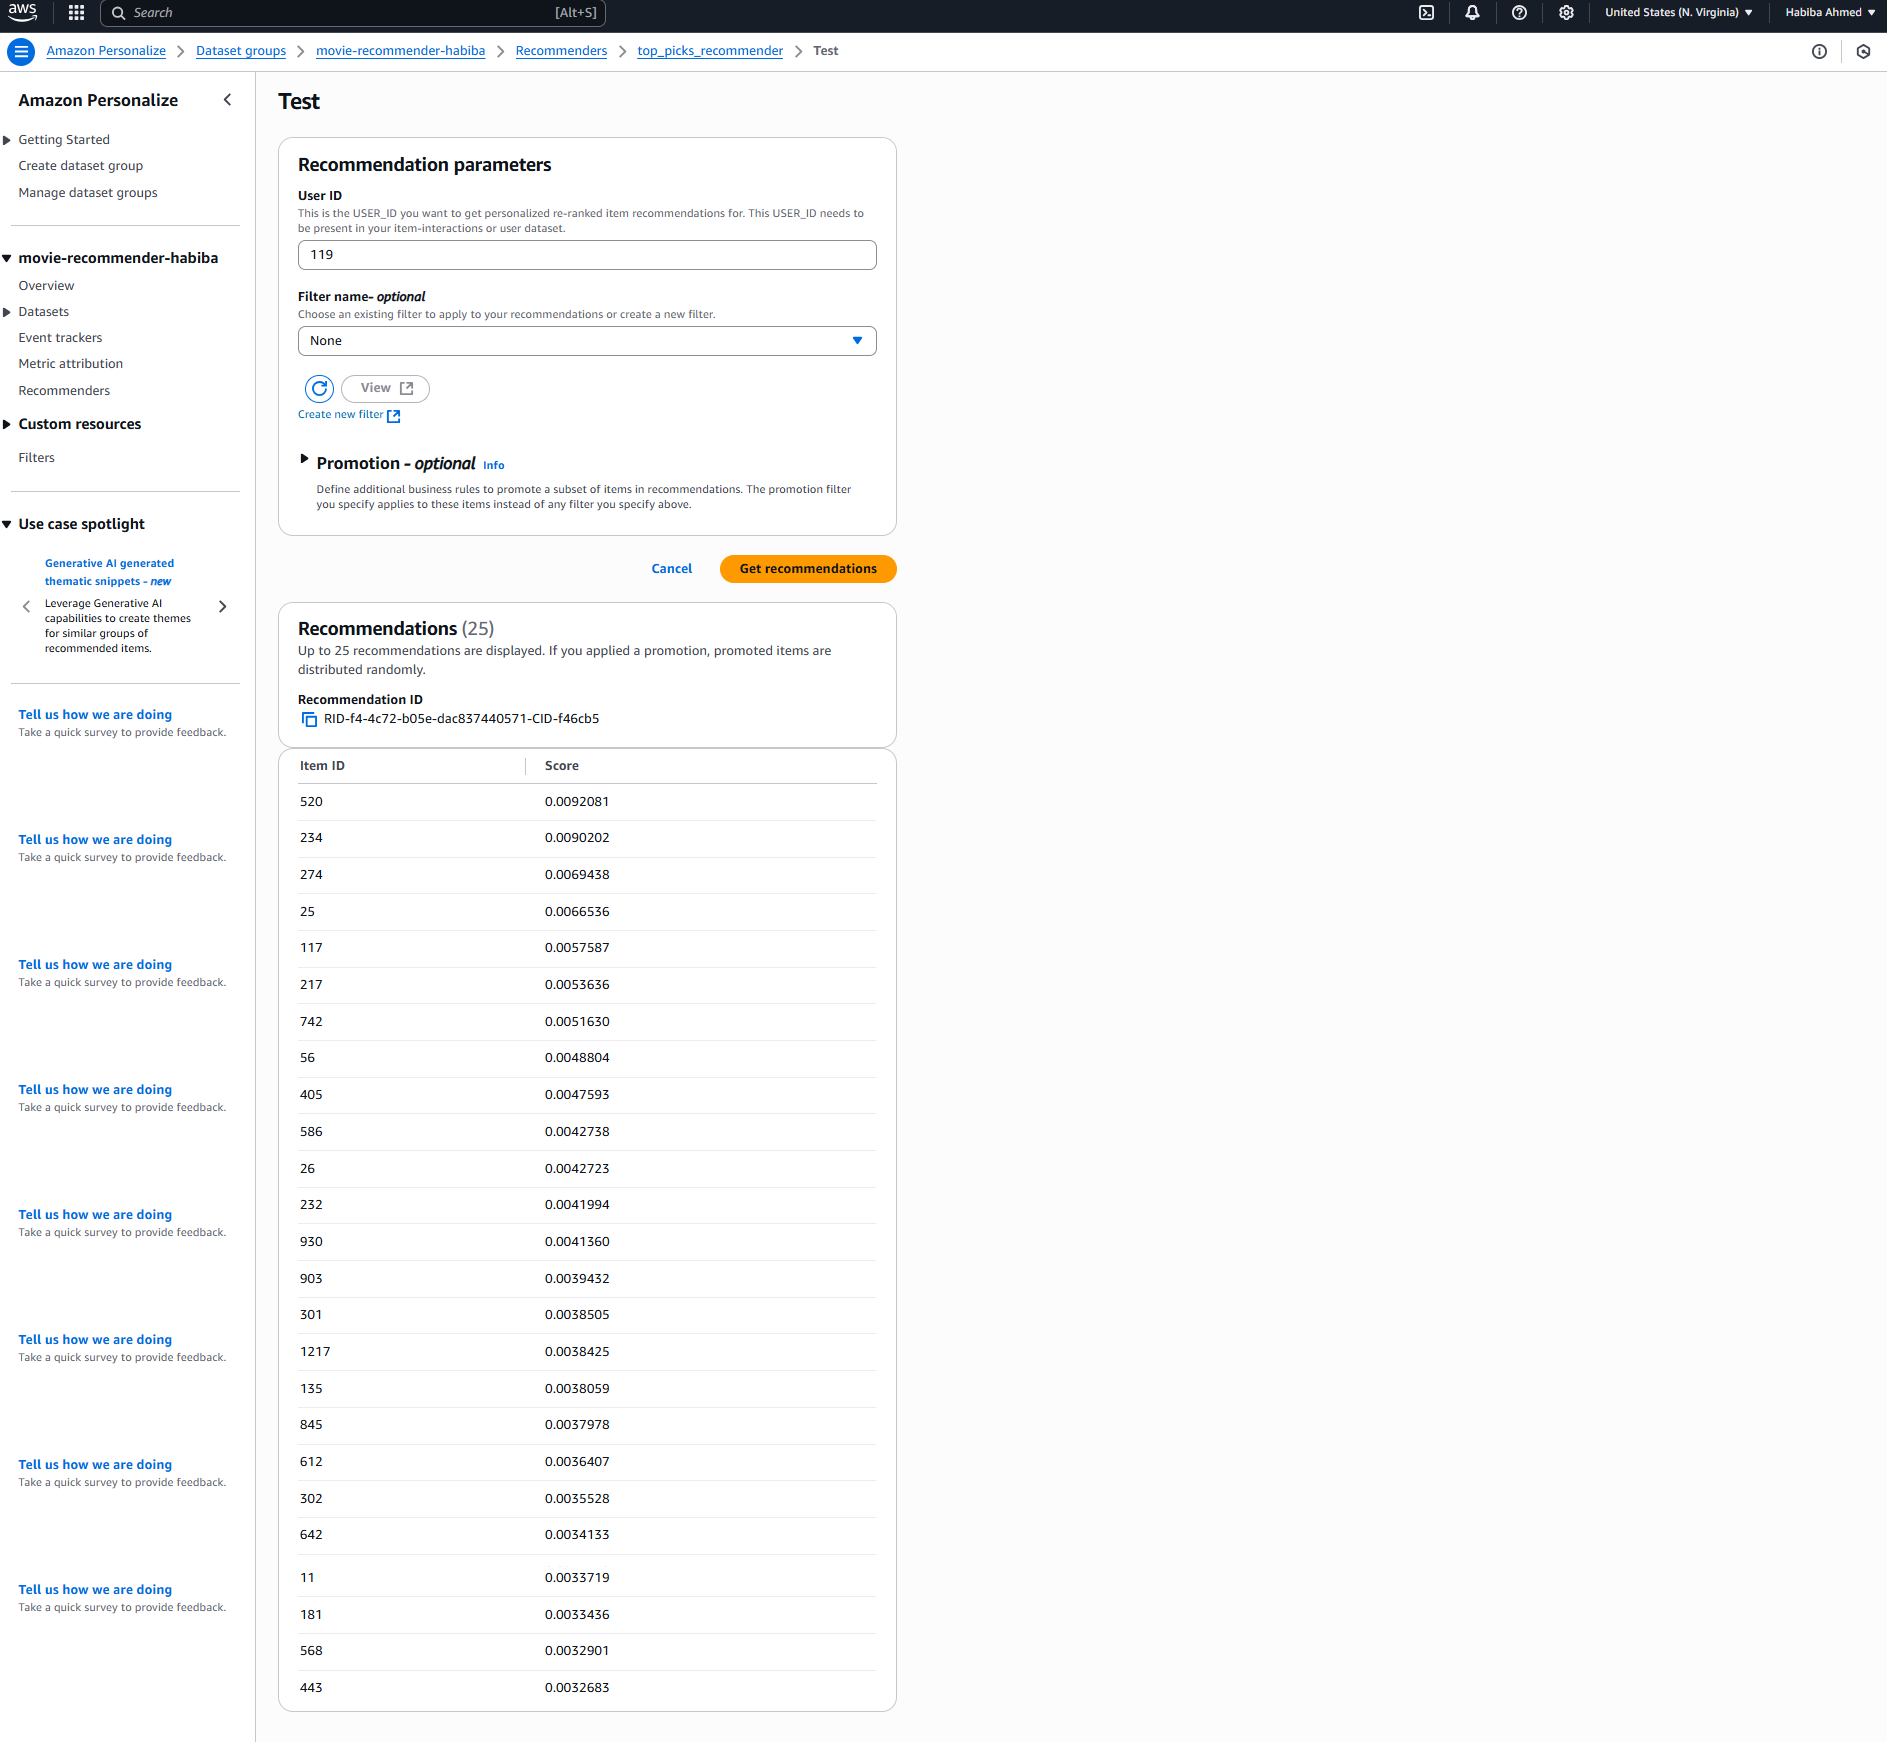 aws
Search [Alt+S]
United States (N. Virginia)
Habiba Ahmed
Amazon Personalize
Dataset groups
movie-recommender-habiba
Recommenders
top_picks_recommender
Test
Amazon Personalize
Getting Started
Create dataset group
Manage dataset groups
movie-recommender-habiba
Overview
Datasets
Event trackers
Metric attribution
Recommenders
Custom resources
Filters
Use case spotlight
Generative AI generated
thematic snippets - new
Leverage Generative AI
capabilities to create themes
for similar groups of
recommended items.
Tell us how we are doing
Take a quick survey to provide feedback.
Tell us how we are doing
Take a quick survey to provide feedback.
Tell us how we are doing
Take a quick survey to provide feedback.
Tell us how we are doing
Take a quick survey to provide feedback.
Tell us how we are doing
Take a quick survey to provide feedback.
Tell us how we are doing
Take a quick survey to provide feedback.
Tell us how we are doing
Take a quick survey to provide feedback.
Tell us how we are doing
Take a quick survey to provide feedback.
Test
Recommendation parameters
User ID
This is the USER_ID you want to get personalized re-ranked item recommendations for. This USER_ID needs to
be present in your item-interactions or user dataset.
119
Filter name- optional
Choose an existing filter to apply to your recommendations or create a new filter.
None
View
Create new filter
Promotion - optional Info
Define additional business rules to promote a subset of items in recommendations. The promotion filter
you specify applies to these items instead of any filter you specify above.
Cancel
Get recommendations
Recommendations (25)
Up to 25 recommendations are displayed. If you applied a promotion, promoted items are
distributed randomly.
Recommendation ID
RID-f4-4c72-b05e-dac837440571-CID-f46cb5
Item ID Score
520 0.0092081
234 0.0090202
274 0.0069438
25 0.0066536
117 0.0057587
217 0.0053636
742 0.0051630
56 0.0048804
405 0.0047593
586 0.0042738
26 0.0042723
232 0.0041994
930 0.0041360
903 0.0039432
301 0.0038505
1217 0.0038425
135 0.0038059
845 0.0037978
612 0.0036407
302 0.0035528
642 0.0034133
11 0.0033719
181 0.0033436
568 0.0032901
443 0.0032683